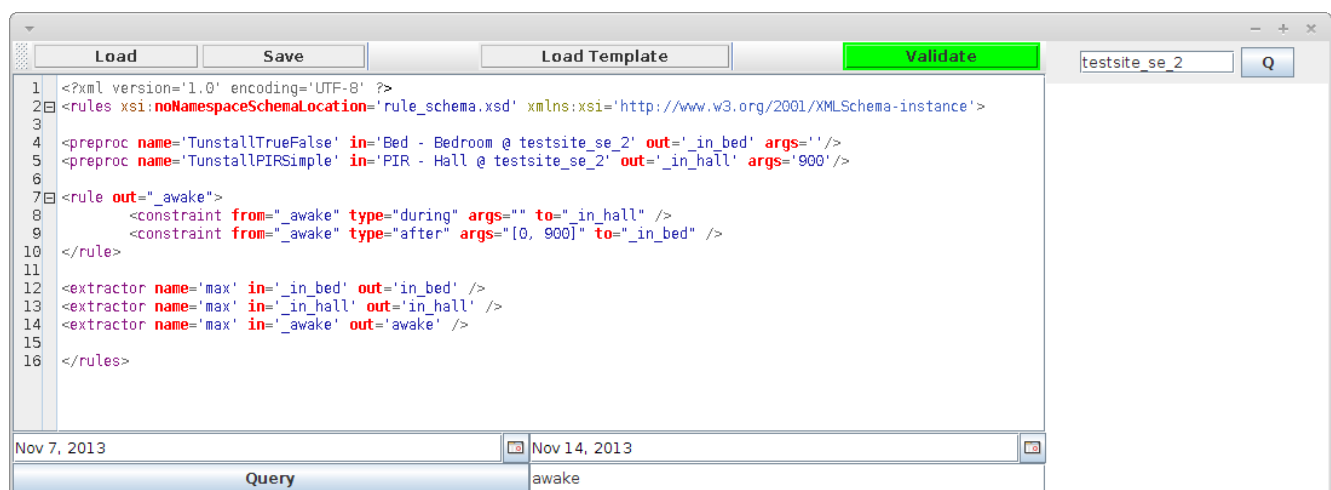 Load Save Load Template Validate testsite_se_2 Q
1 <?xml version='1.0' encoding='UTF-8' ?>
2 <rules xsi:noNamespaceSchemaLocation='rule_schema.xsd' xmlns:xsi='http://www.w3.org/2001/XMLSchema-instance'>
3
4 <preproc name='TunstallTrueFalse' in='Bed - Bedroom @ testsite_se_2' out='_in_bed' args=''/>
5 <preproc name='TunstallPIRSimple' in='PIR - Hall @ testsite_se_2' out='_in_hall' args='900'/>
6
7 <rule out="_awake">
8 <constraint from="_awake" type="during" args="" to="_in_hall" />
9 <constraint from="_awake" type="after" args="[0, 900]" to="_in_bed" />
10 </rule>
11
12 <extractor name='max' in='_in_bed' out='in_bed' />
13 <extractor name='max' in='_in_hall' out='in_hall' />
14 <extractor name='max' in='_awake' out='awake' />
15
16 </rules>
Nov 7, 2013 Nov 14, 2013
Query awake